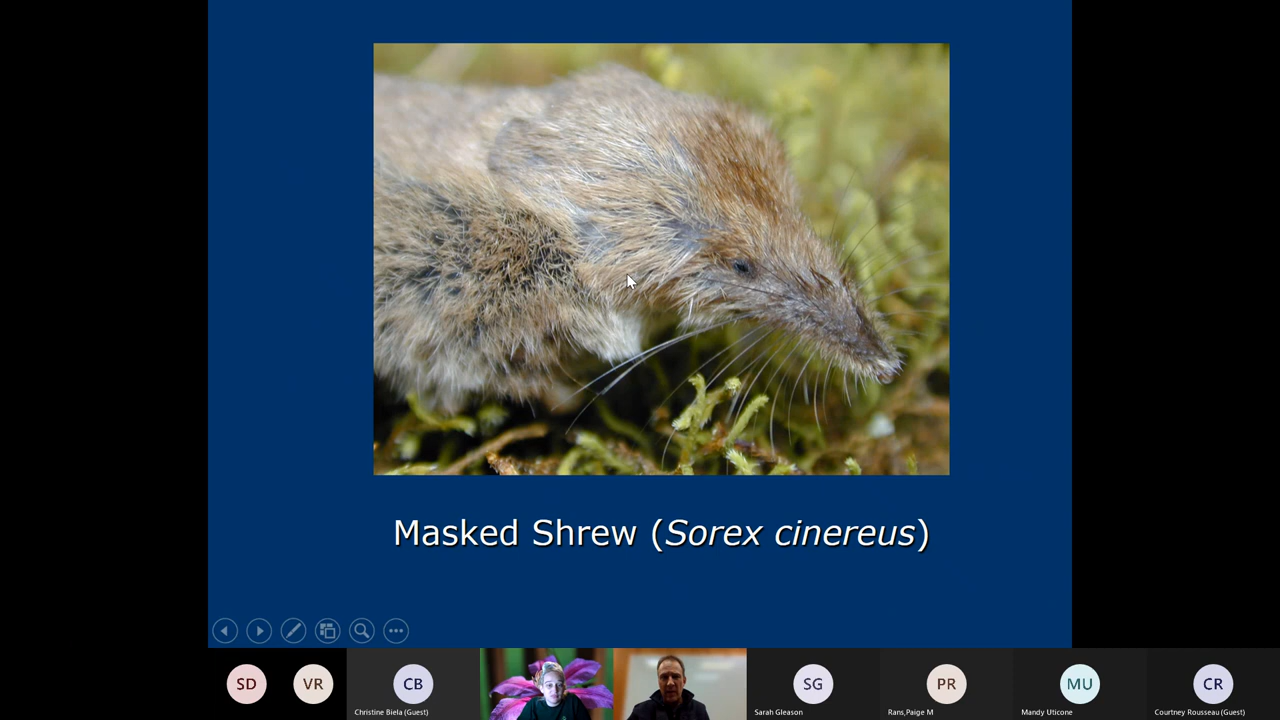 Masked Shrew (Sorex cinereus)
SD
VR
CB
Christine Biela (Guest)
SG
Sarah Gleason
PR
Rans,Paige M
MU
Mandy Uticone
CR
Courtney Rousseau (Guest)